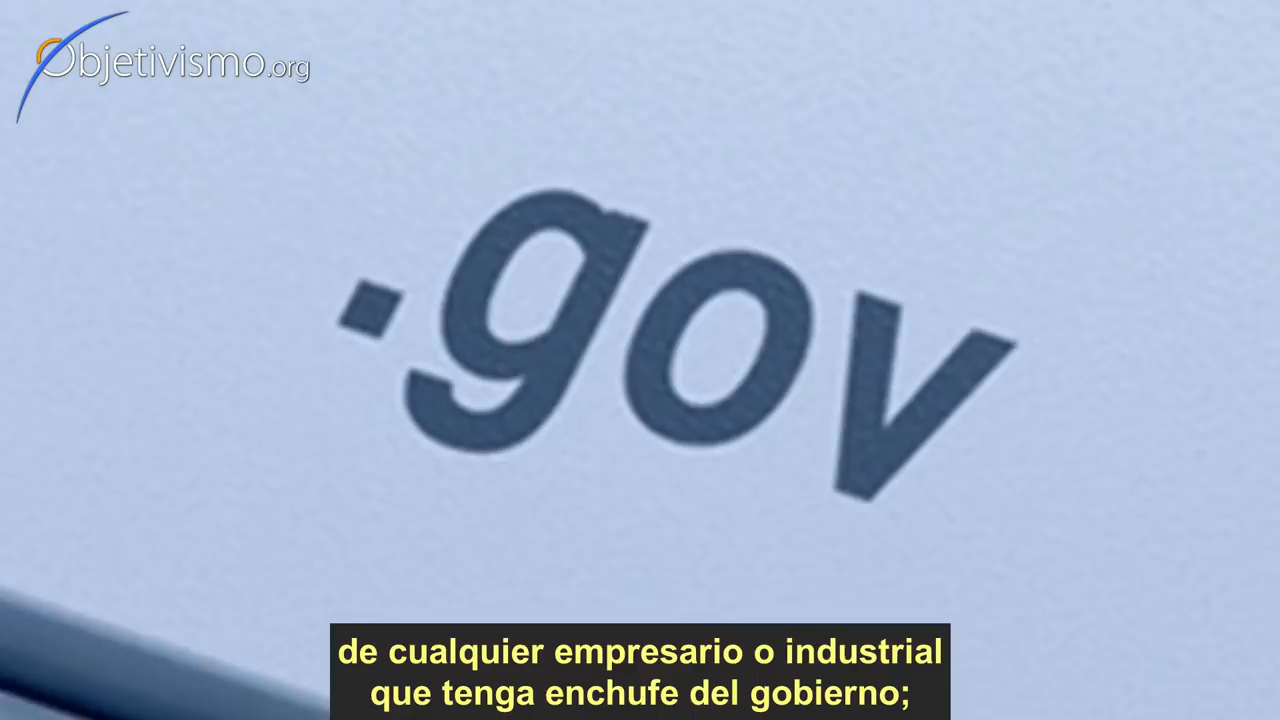 Objetivismo.org
.gov
de cualquier empresario o industrial
que tenga enchufe del gobierno;